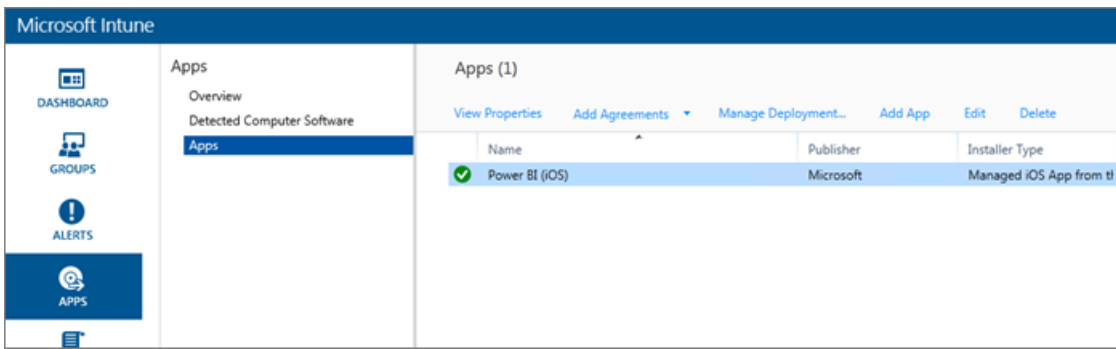 Microsoft Intune
DASHBOARD
GROUPS
ALERTS
APPS
Apps
Overview
Detected Computer Software
Apps
Apps (1)
View Properties Add Agreements Manage Deployment... Add App Edit Delete
Name Publisher Installer Type
Power BI (iOS) Microsoft Managed iOS App from th